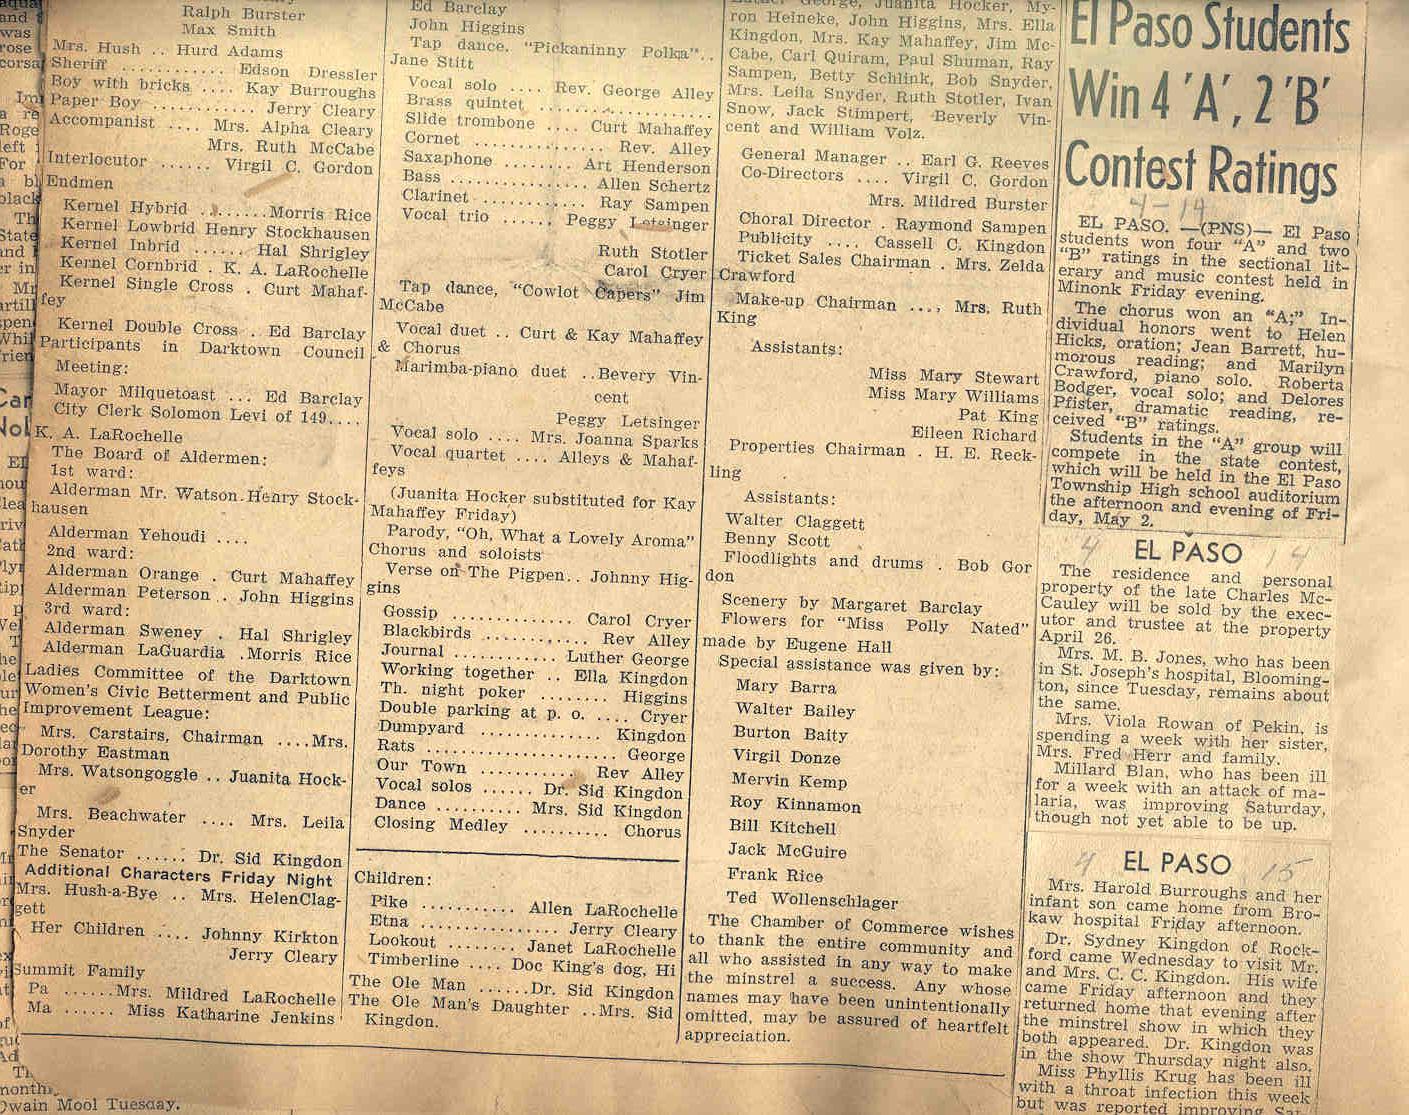 Ralph Burster
Max Smith
Mrs. Hush .. Hurd Adams
Sheriff ........... Edson Dressler
Boy with bricks .... Kay Burroughs
Paper Boy ........... Jerry Cleary
Accompanist .... Mrs. Alpha Cleary
Mrs. Ruth McCabe
Interlocutor ...... Virgil C. Gordon
Endmen
Kernel Hybrid ........Morris Rice
Kernel Lowbrid Henry Stockhausen
Kernel Inbrid ...... Hal Shrigley
Kernel Cornbrid . K. A. LaRochelle
Kernel Single Cross . Curt Mahaf-
fey
Kernel Double Cross . Ed Barclay
Participants in Darktown Council
Meeting:
Mayor Milquetoast ... Ed Barclay
City Clerk Solomon Levi of 149....
K. A. LaRochelle
The Board of Aldermen:
1st ward:
Alderman Mr. Watson.Henry Stock-
hausen
Alderman Yehoudi ....
2nd ward:
Alderman Orange . Curt Mahaffey
Alderman Peterson . John Higgins
3rd ward:
Alderman Sweney . Hal Shrigley
Alderman LaGuardia .Morris Rice
Ladies Committee of the Darktown
Women's Civic Betterment and Public
Improvement League:
Mrs. Carstairs, Chairman ....Mrs.
Dorothy Eastman
Mrs. Watsongoggle .. Juanita Hock-
er
Mrs. Beachwater .... Mrs. Leila
Snyder
The Senator ...... Dr. Sid Kingdon
Additional Characters Friday Night
Mrs. Hush-a-Bye .. Mrs. HelenClag-
gett
Her Children .... Johnny Kirkton
Jerry Cleary
Summit Family
Pa ......Mrs. Mildred LaRochelle
Ma ...... Miss Katharine Jenkins
Ed Barclay
John Higgins
Tap dance, "Pickaninny Polka"..
Jane Stitt
Vocal solo .... Rev. George Alley
Brass quintet .............
Slide trombone .... Curt Mahaffey
Cornet ................ Rev. Alley
Saxaphone ........ Art Henderson
Bass ............... Allen Schertz
Clarinet ............ Ray Sampen
Vocal trio ..... Peggy Letsinger
Ruth Stotler
Carol Cryer
Tap dance, "Cowlot Capers" Jim
McCabe
Vocal duet .. Curt & Kay Mahaffey
& Chorus
Marimba-piano duet ..Bevery Vin-
cent
Peggy Letsinger
Vocal solo .... Mrs. Joanna Sparks
Vocal quartet .... Alleys & Mahaf-
feys
(Juanita Hocker substituted for Kay
Mahaffey Friday)
Parody, "Oh, What a Lovely Aroma"
Chorus and soloists
Verse on The Pigpen.. Johnny Hig-
gins
Gossip .............. Carol Cryer
Blackbirds ............ Rev Alley
Journal ............ Luther George
Working together .. Ella Kingdon
Th. night poker ....... Higgins
Double parking at p. o. .... Cryer
Dumpyard .............. Kingdon
Rats .................... George
Our Town ............ Rev Alley
Vocal solos ...... Dr. Sid Kingdon
Dance .......... Mrs. Sid Kingdon
Closing Medley .......... Chorus
Children:
Pike ........... Allen LaRochelle
Etna ................ Jerry Cleary
Lookout ........ Janet LaRochelle
Timberline .... Doc King's dog, Hi
The Ole Man ......Dr. Sid Kingdon
The Ole Man's Daughter ..Mrs. Sid
Kingdon.
George, Juanita Hocker, My-
ron Heineke, John Higgins, Mrs. Ella
Kingdon, Mrs. Kay Mahaffey, Jim Mc-
Cabe, Carl Quiram, Paul Shuman, Ray
Sampen, Betty Schlink, Bob Snyder,
Mrs. Leila Snyder, Ruth Stotler, Ivan
Snow, Jack Stimpert, Beverly Vin-
cent and William Volz.
General Manager .. Earl G. Reeves
Co-Directors .... Virgil C. Gordon
Mrs. Mildred Burster
Choral Director . Raymond Sampen
Publicity .... Cassell C. Kingdon
Ticket Sales Chairman . Mrs. Zelda
Crawford
Make-up Chairman ..., Mrs. Ruth
King
Assistants:
Miss Mary Stewart
Miss Mary Williams
Pat King
Eileen Richard
Properties Chairman . H. E. Reck-
ling
Assistants:
Walter Claggett
Benny Scott
Floodlights and drums . Bob Gor
don
Scenery by Margaret Barclay
Flowers for "Miss Polly Nated"
made by Eugene Hall
Special assistance was given by:
Mary Barra
Walter Bailey
Burton Baity
Virgil Donze
Mervin Kemp
Roy Kinnamon
Bill Kitchell
Jack McGuire
Frank Rice
Ted Wollenschlager
The Chamber of Commerce wishes
to thank the entire community and
all who assisted in any way to make
the minstrel a success. Any whose
names may have been unintentionally
omitted, may be assured of heartfelt
appreciation.
El Paso Students
Win 4 'A', 2 'B'
Contest Ratings
4-14
EL PASO. —(PNS)— El Paso
students won four "A" and two
"B" ratings in the sectional lit-
erary and music contest held in
Minonk Friday evening.
The chorus won an "A;" In-
dividual honors went to Helen
Hicks, oration; Jean Barrett, hu-
morous reading; and Marilyn
Crawford, piano solo. Roberta
Bodger, vocal solo; and Delores
Pfister, dramatic reading, re-
ceived "B" ratings.
Students in the "A" group will
compete in the state contest,
which will be held in the El Paso
Township High school auditorium
the afternoon and evening of Fri-
day, May 2.
4 EL PASO 14
The residence and personal
property of the late Charles Mc-
Cauley will be sold by the exec-
utor and trustee at the property
April 26.
Mrs. M. B. Jones, who has been
in St. Joseph's hospital, Blooming-
ton, since Tuesday, remains about
the same.
Mrs. Viola Rowan of Pekin, is
spending a week with her sister,
Mrs. Fred Herr and family.
Millard Blan, who has been ill
for a week with an attack of ma-
laria, was improving Saturday,
though not yet able to be up.
4 EL PASO 15
Mrs. Harold Burroughs and her
infant son came home from Bro-
kaw hospital Friday afternoon.
Dr. Sydney Kingdon of Rock-
ford came Wednesday to visit Mr.
and Mrs. C. C. Kingdon. His wife
came Friday afternoon and they
returned home that evening after
the minstrel show in which they
both appeared. Dr. Kingdon was
in the show Thursday night also.
Miss Phyllis Krug has been ill
with a throat infection this week
but was reported improving
Mool Tuesday.